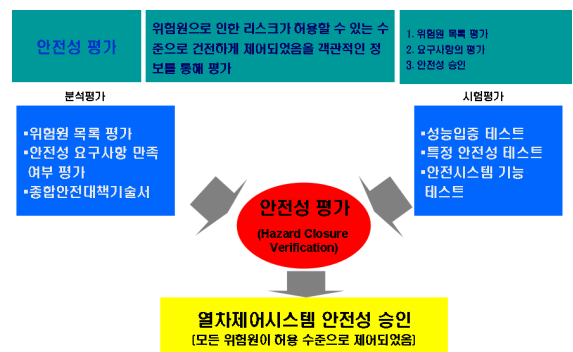 안전성 평가
위험원으로 인한 리스크가 허용할 수 있는 수
준으로 건전하게 제어되었음을 객관적인 정
보를 통해 평가
1. 위험원 목록 평가
2. 요구사항의 평가
3. 안전성 승인
분석평가
▪위험원 목록 평가
▪안전성 요구사항 만족
여부 평가
▪종합안전대책기술서
시험평가
▪성능입증 테스트
▪특정 안전성 테스트
▪안전시스템 기능
테스트
안전성 평가
(Hazard Closure
Verification)
열차제어시스템 안전성 승인
(모든 위험원이 허용 수준으로 제어되었음)